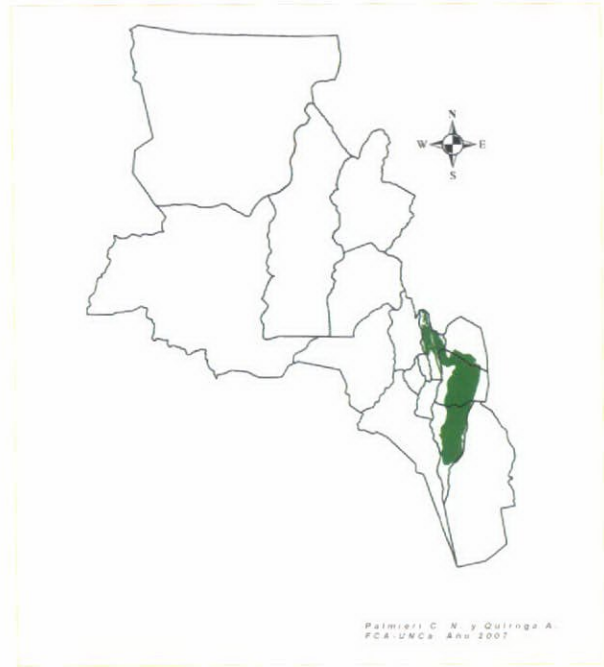 N
W E
S
Palmieri C. N. y Quiroga A.
FCA-UNCa Año 2007